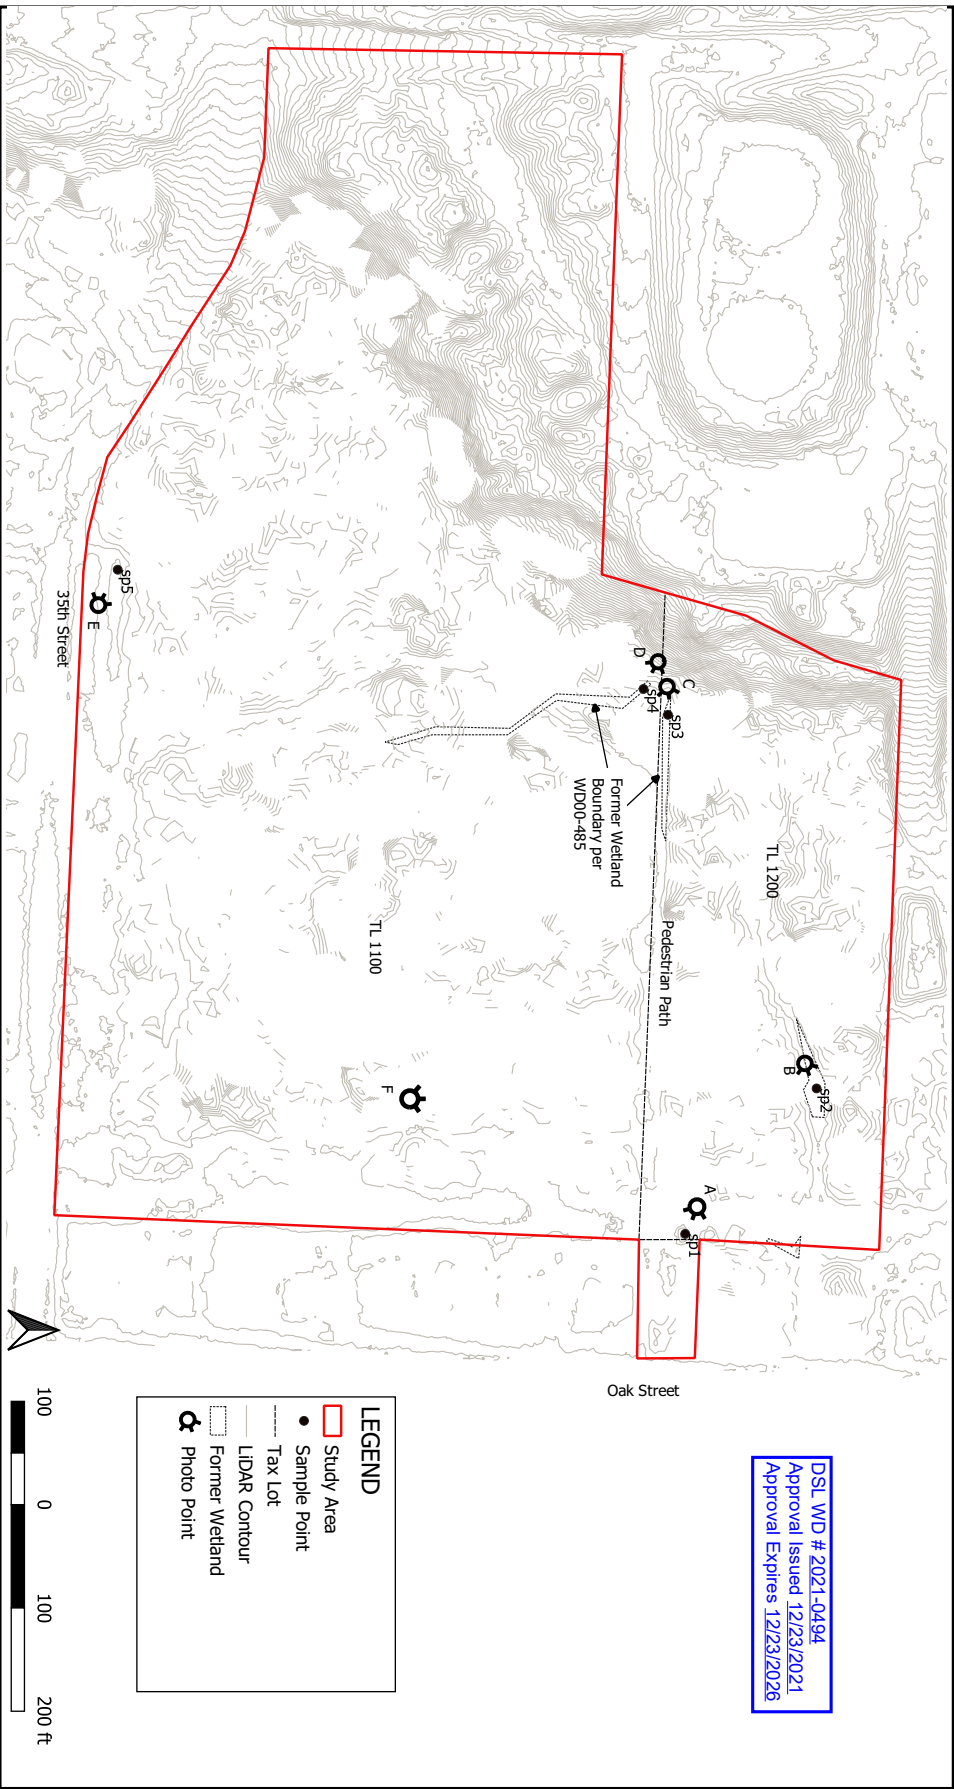 DSL WD # 2021-0494
Approval Issued 12/23/2021
Approval Expires 12/23/2026
TL 1200
B
sp2
A
sp1
C
sp3
D
sp4
Pedestrian Path
Former Wetland
Boundary per
WD00-485
TL 1100
F
sp5
E
35th Street
Oak Street
LEGEND
Study Area
Sample Point
Tax Lot
LiDAR Contour
Former Wetland
Photo Point
100 0 100 200 ft